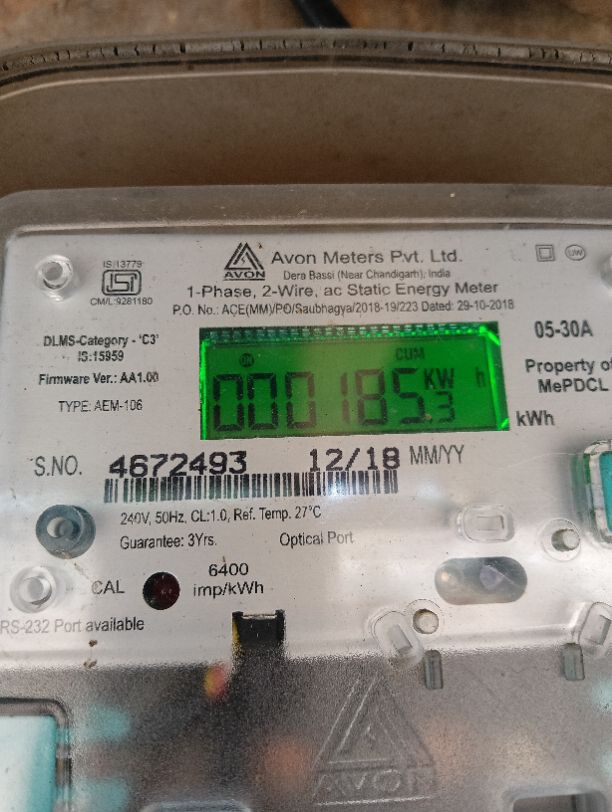 IS:13779
ISI
CM/L:9281180
AVON
Avon Meters Pvt. Ltd.
Dera Bassi (Near Chandigarh), India
UW
1-Phase, 2-Wire, ac Static Energy Meter
P.O. No.: ACE(MM)/PO/Saubhagya/2018-19/223 Dated: 29-10-2018
DLMS-Category - 'C3'
IS:15959
Firmware Ver.: AA1.00
TYPE: AEM-106
CUM
000185.3 KW h
05-30A
Property of
MePDCL
kWh
S.NO. 4672493 12/18 MM/YY
240V, 50Hz, CL:1.0, Ref. Temp. 27°C
Guarantee: 3Yrs. Optical Port
CAL
6400
imp/kWh
RS-232 Port available
AVON